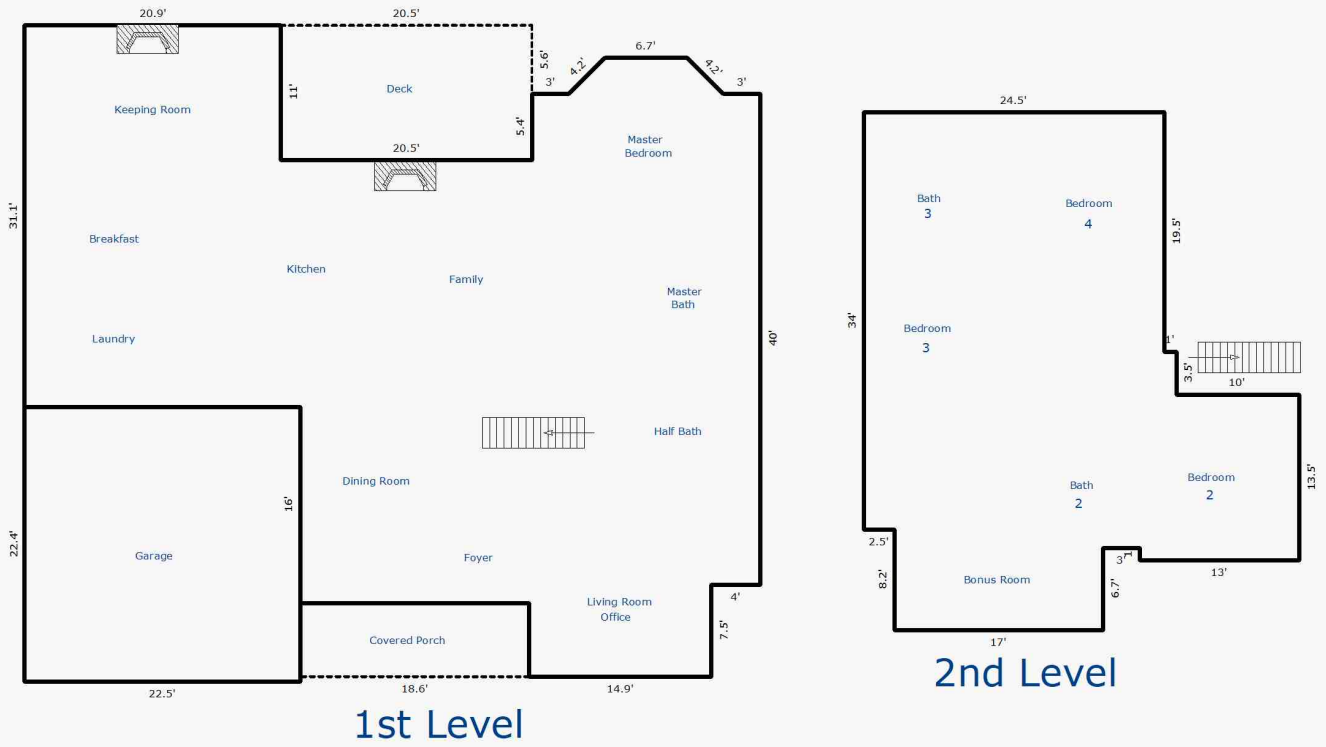 20.9'
20.5'
5.6'
4.2'
6.7'
4.2'
3'
3'
11'
Deck
Keeping Room
5.4'
20.5'
Master
Bedroom
31.1'
Breakfast
Kitchen
Family
Master
Bath
40'
Laundry
Half Bath
Dining Room
16'
22.4'
Garage
Foyer
Living Room
Office
4'
7.5'
Covered Porch
22.5'
18.6'
14.9'
1st Level
24.5'
Bath
3
Bedroom
4
19.5'
34'
Bedroom
3
1'
3.5'
10'
Bath
2
Bedroom
2
13.5'
2.5'
8.2'
Bonus Room
3'
1'
6.7'
13'
17'
2nd Level